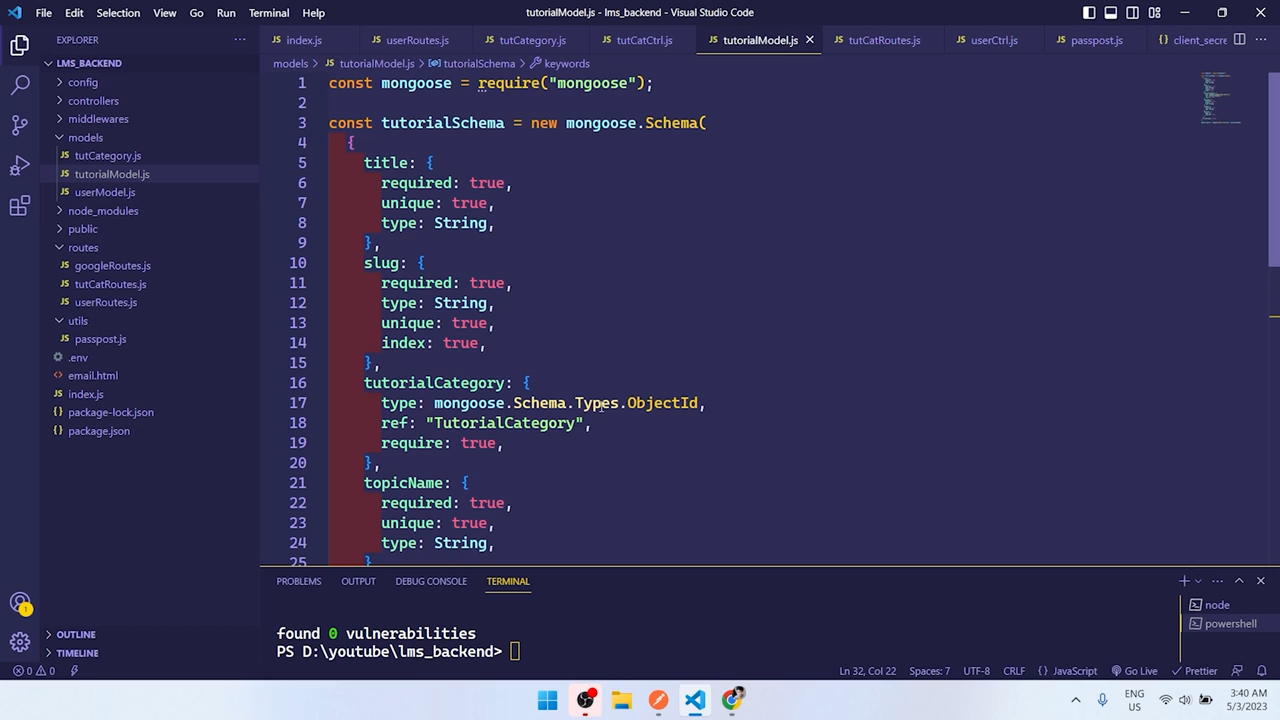 File Edit Selection View Go Run Terminal Help
tutorialModel.js - lms_backend - Visual Studio Code
EXPLORER
LMS_BACKEND
config
controllers
middlewares
models
tutCategory.js
tutorialModel.js
userModel.js
node_modules
public
routes
googleRoutes.js
tutCatRoutes.js
userRoutes.js
utils
passpost.js
.env
email.html
index.js
package-lock.json
package.json
OUTLINE
TIMELINE
index.js userRoutes.js tutCategory.js tutCatCtrl.js tutorialModel.js tutCatRoutes.js userCtrl.js passpost.js client_secre
models > tutorialModel.js > tutorialSchema > keywords
1 const mongoose = require("mongoose");
2
3 const tutorialSchema = new mongoose.Schema(
4 {
5 title: {
6 required: true,
7 unique: true,
8 type: String,
9 },
10 slug: {
11 required: true,
12 type: String,
13 unique: true,
14 index: true,
15 },
16 tutorialCategory: {
17 type: mongoose.Schema.Types.ObjectId,
18 ref: "TutorialCategory",
19 require: true,
20 },
21 topicName: {
22 required: true,
23 unique: true,
24 type: String,
25 }
PROBLEMS OUTPUT DEBUG CONSOLE TERMINAL
found 0 vulnerabilities
PS D:\youtube\lms_backend>
node
powershell
0 0 Ln 32, Col 22 Spaces: 7 UTF-8 CRLF {} JavaScript Go Live Prettier
1
ENG
US
3:40 AM
5/3/2023